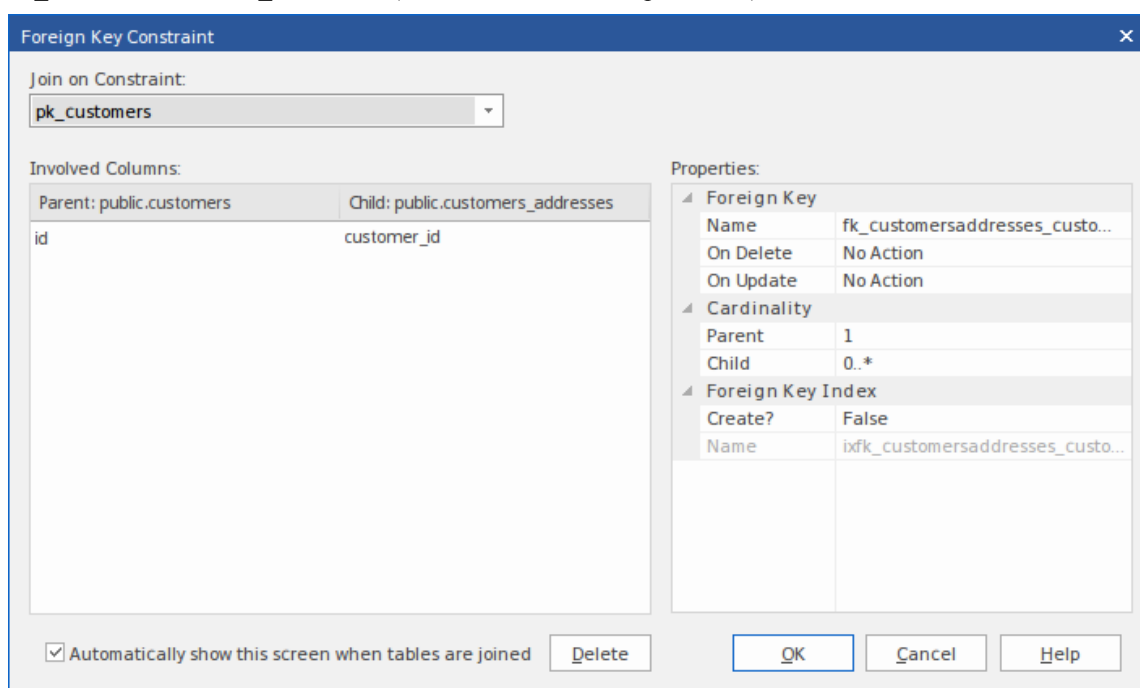 Foreign Key Constraint
Join on Constraint:
pk_customers
Involved Columns:
Parent: public.customers Child: public.customers_addresses
id customer_id
Properties:
Foreign Key
Name fk_customersaddresses_custo...
On Delete No Action
On Update No Action
Cardinality
Parent 1
Child 0..*
Foreign Key Index
Create? False
Name ixfk_customersaddresses_custo...
Automatically show this screen when tables are joined Delete OK Cancel Help